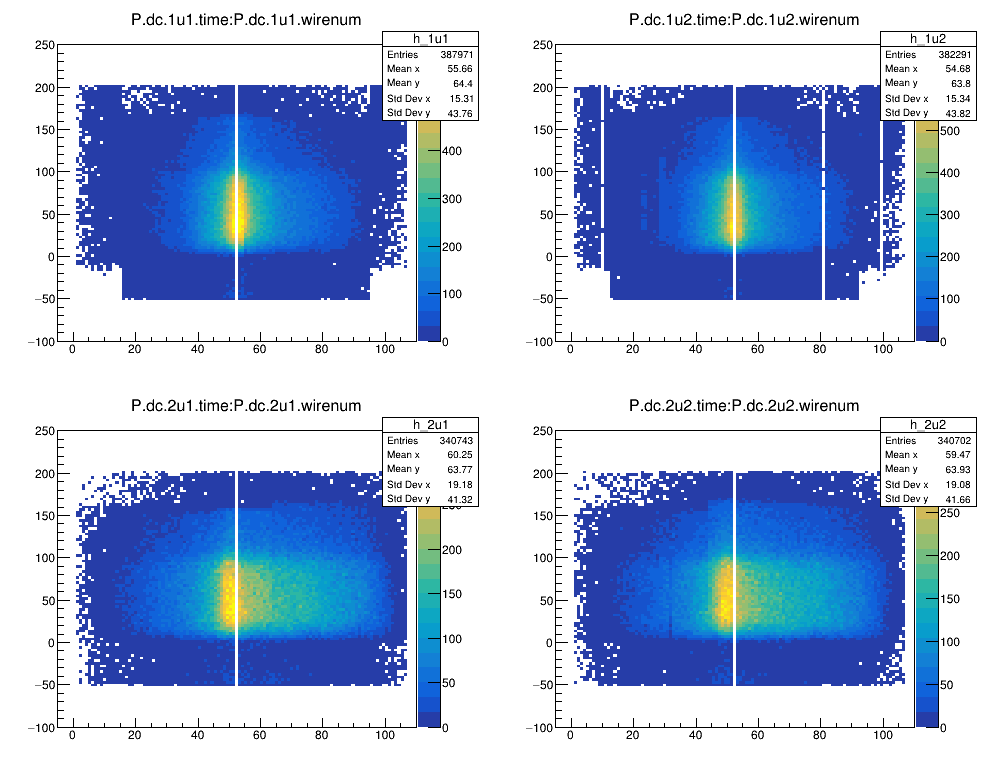 P.dc.1u1.time:P.dc.1u1.wirenum
h_1u1
Entries 387971
Mean x 55.66
Mean y 64.4
Std Dev x 15.31
Std Dev y 43.76
250
200
150
100
50
0
−50
−100
0 20 40 60 80 100
400
300
200
100
0
P.dc.1u2.time:P.dc.1u2.wirenum
h_1u2
Entries 382291
Mean x 54.68
Mean y 63.8
Std Dev x 15.34
Std Dev y 43.82
250
200
150
100
50
0
−50
−100
0 20 40 60 80 100
500
400
300
200
100
0
P.dc.2u1.time:P.dc.2u1.wirenum
h_2u1
Entries 340743
Mean x 60.25
Mean y 63.77
Std Dev x 19.18
Std Dev y 41.32
250
200
150
100
50
0
−50
−100
0 20 40 60 80 100
250
200
150
100
50
0
P.dc.2u2.time:P.dc.2u2.wirenum
h_2u2
Entries 340702
Mean x 59.47
Mean y 63.93
Std Dev x 19.08
Std Dev y 41.66
250
200
150
100
50
0
−50
−100
0 20 40 60 80 100
250
200
150
100
50
0